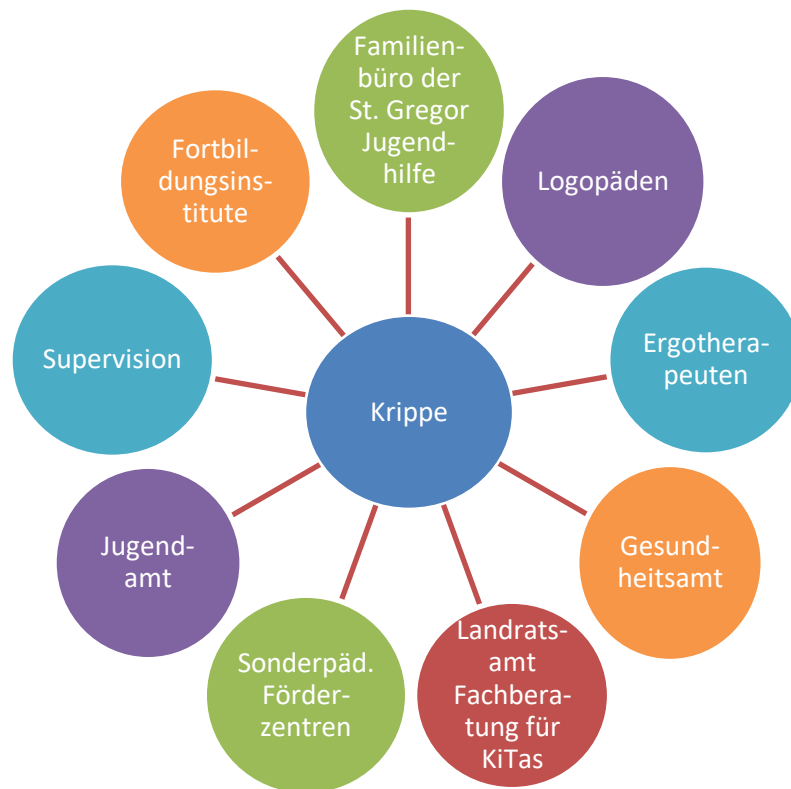 Familien-
büro der
St. Gregor
Jugend-
hilfe
Logopäden
Ergothera-
peuten
Gesund-
heitsamt
Landrats-
amt
Fachbera-
tung für
KiTas
Sonderpäd.
Förder-
zentren
Jugend-
amt
Supervision
Fortbil-
dungsins-
titute
Krippe